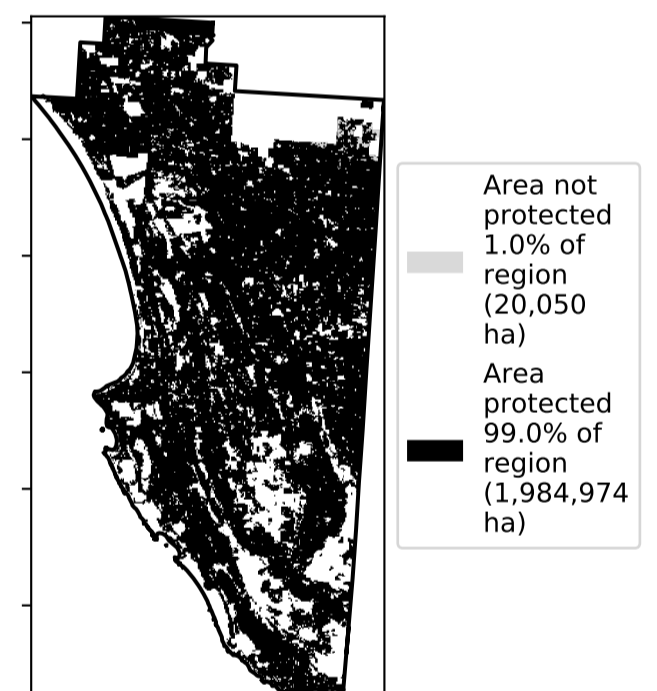 Area not
protected
1.0% of
region
(20,050
ha)
Area
protected
99.0% of
region
(1,984,974
ha)